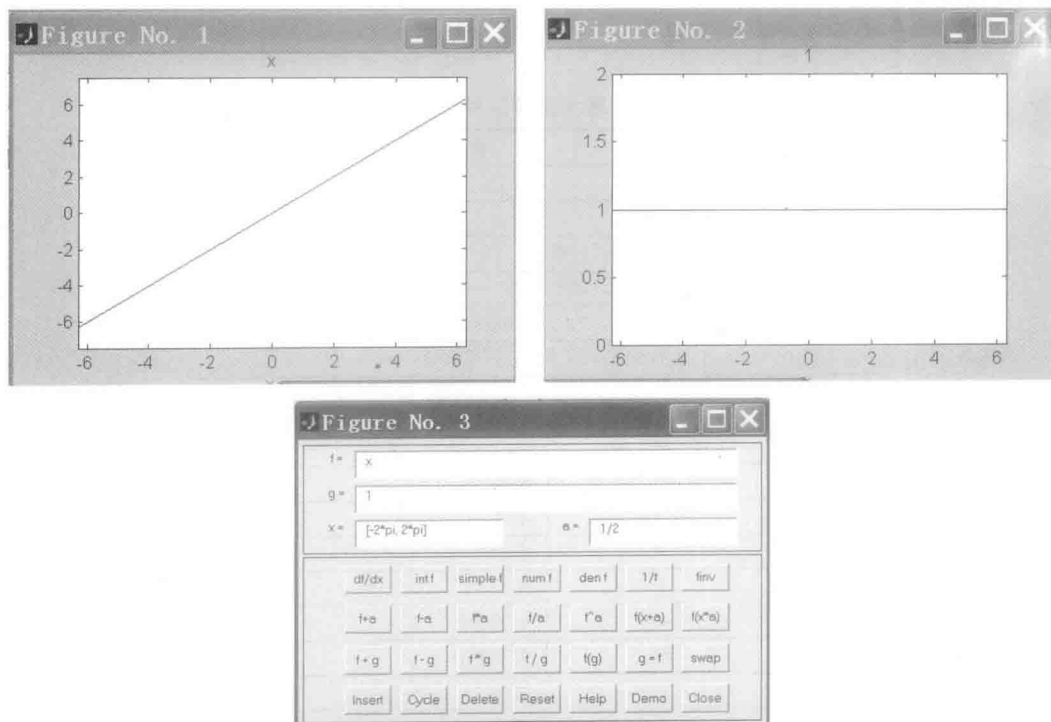 Figure No. 1
x
6
4
2
0
-2
-4
-6
-6 -4 -2 0 2 4 6
Figure No. 2
1
2
1.5
1
0.5
0
-6 -4 -2 0 2 4 6
Figure No. 3
f = x
g = 1
x = [-2*pi, 2*pi] a = 1/2
df/dx int f simple f num f den f 1/f finv
f+a f-a f*a f/a f^a f(x+a) f(x*a)
f + g f - g f * g f / g f(g) g = f swap
Insert Cycle Delete Reset Help Demo Close